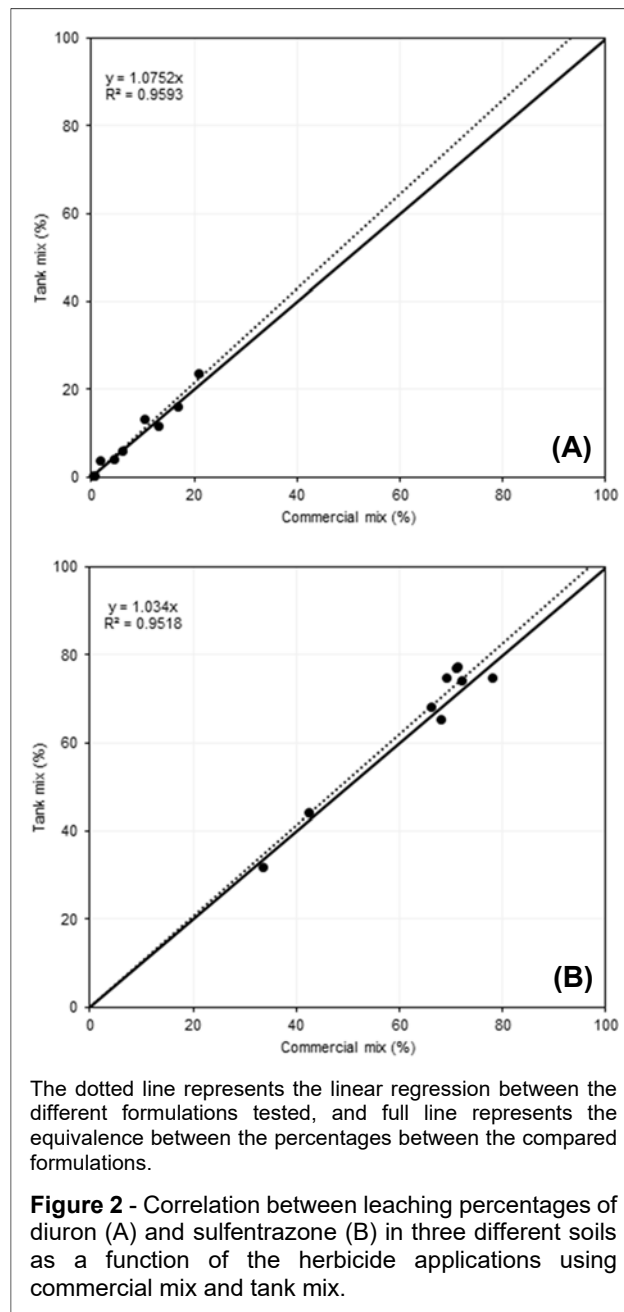 100
80
60
40
20
0
Tank mix (%)
y = 1.0752x
R² = 0.9593
(A)
0 20 40 60 80 100
Commercial mix (%)
100
80
60
40
20
0
Tank mix (%)
y = 1.034x
R² = 0.9518
(B)
0 20 40 60 80 100
Commercial mix (%)
The dotted line represents the linear regression between the
different formulations tested, and full line represents the
equivalence between the percentages between the compared
formulations.
Figure 2 - Correlation between leaching percentages of
diuron (A) and sulfentrazone (B) in three different soils
as a function of the herbicide applications using
commercial mix and tank mix.